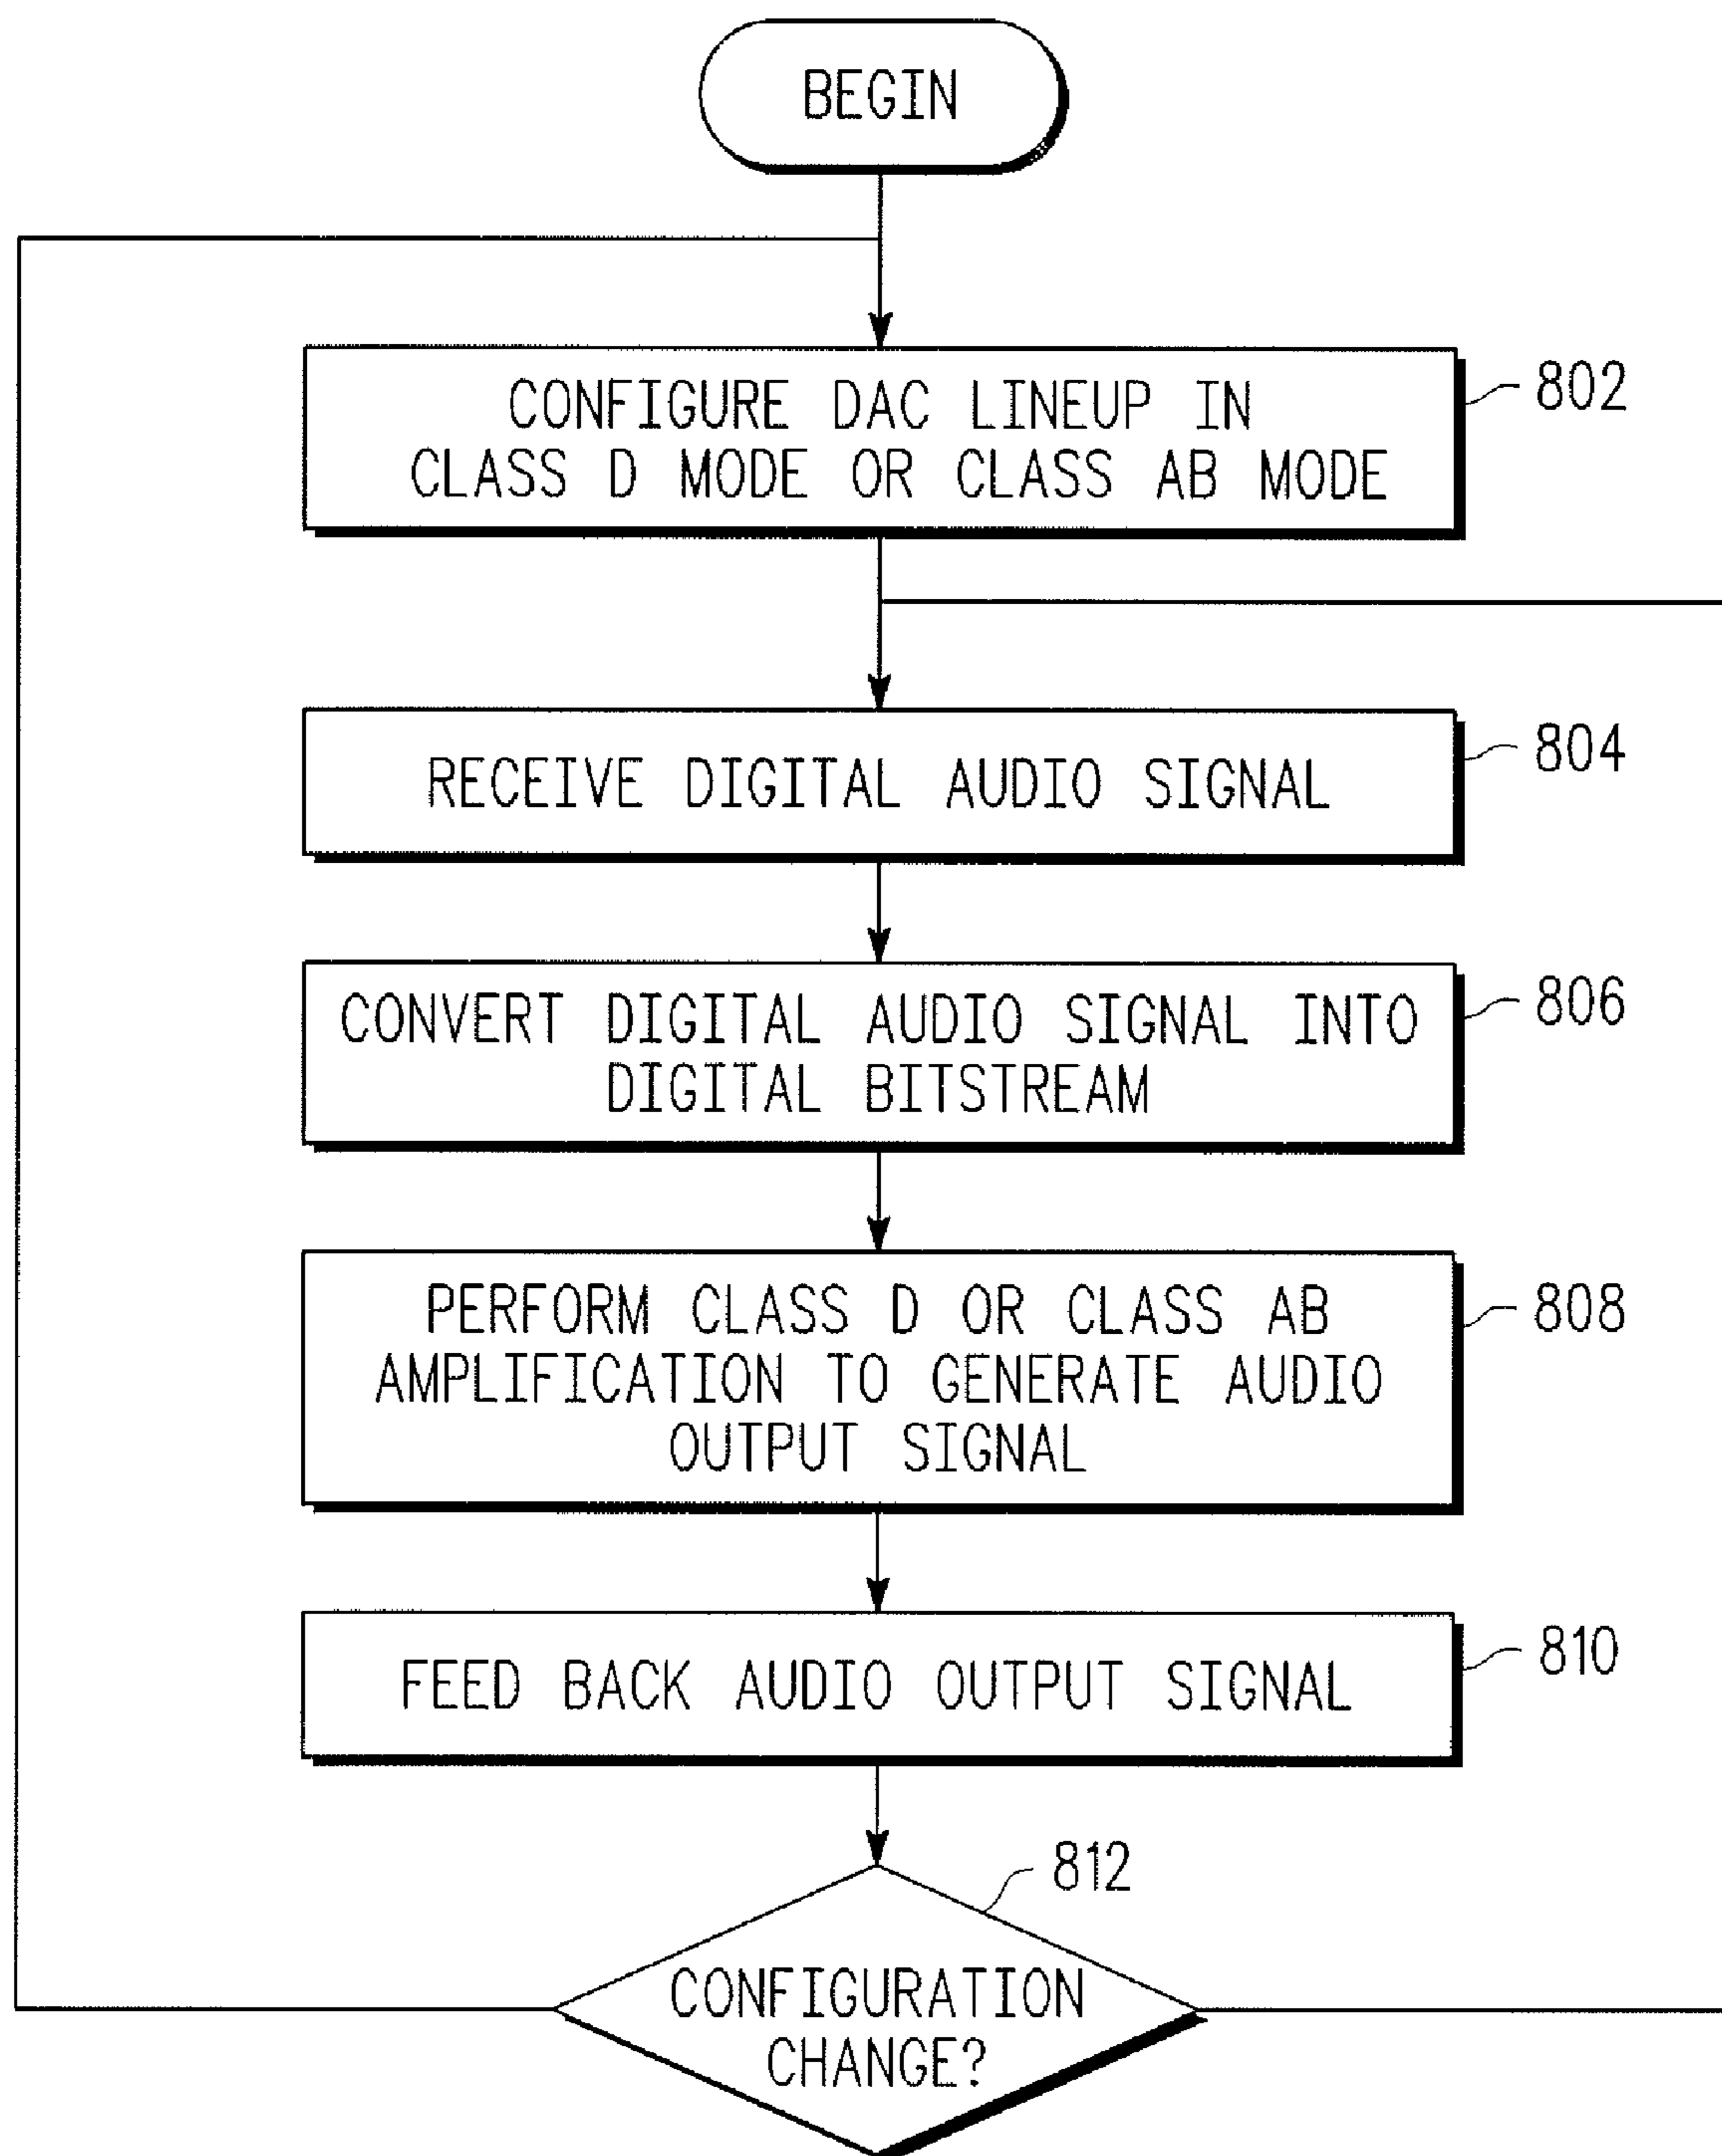 BEGIN
CONFIGURE DAC LINEUP IN
CLASS D MODE OR CLASS AB MODE
802
RECEIVE DIGITAL AUDIO SIGNAL
804
CONVERT DIGITAL AUDIO SIGNAL INTO
DIGITAL BITSTREAM
806
PERFORM CLASS D OR CLASS AB
AMPLIFICATION TO GENERATE AUDIO
OUTPUT SIGNAL
808
FEED BACK AUDIO OUTPUT SIGNAL
810
812
CONFIGURATION
CHANGE?